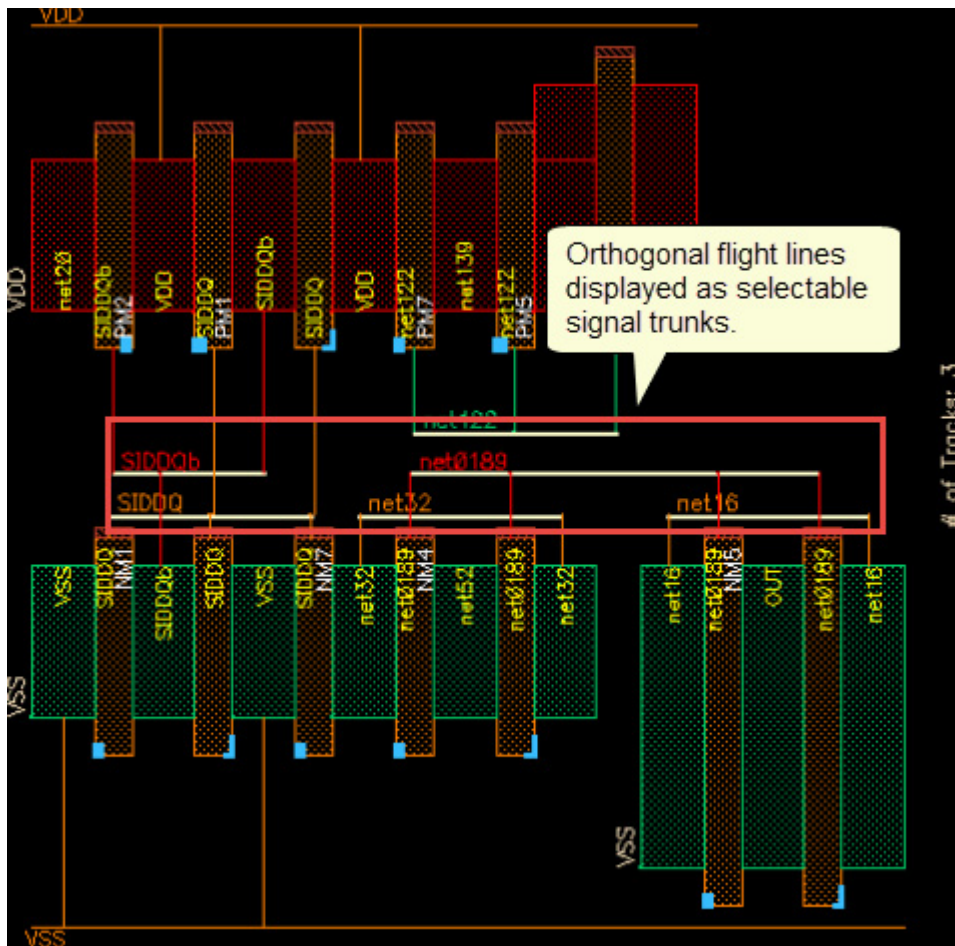 VDD
VDD
net20
SIDDQb
PM2
VDD
SIDDQ
PM1
SIDDQb
SIDDQ
VDD
net122
PM7
net139
net122
PM5
Orthogonal flight lines
displayed as selectable
signal trunks.
# of Tracks: 3
net122
SIDDQb
net0189
SIDDQ
net32
net16
VSS
VSS
SIDDQ
NM1
SIDDQb
SIDDQ
VSS
SIDDQ
NM7
net32
net0189
NM4
net52
net0189
net32
VSS
net16
net0189
NM5
OUT
net0189
net16
VSS